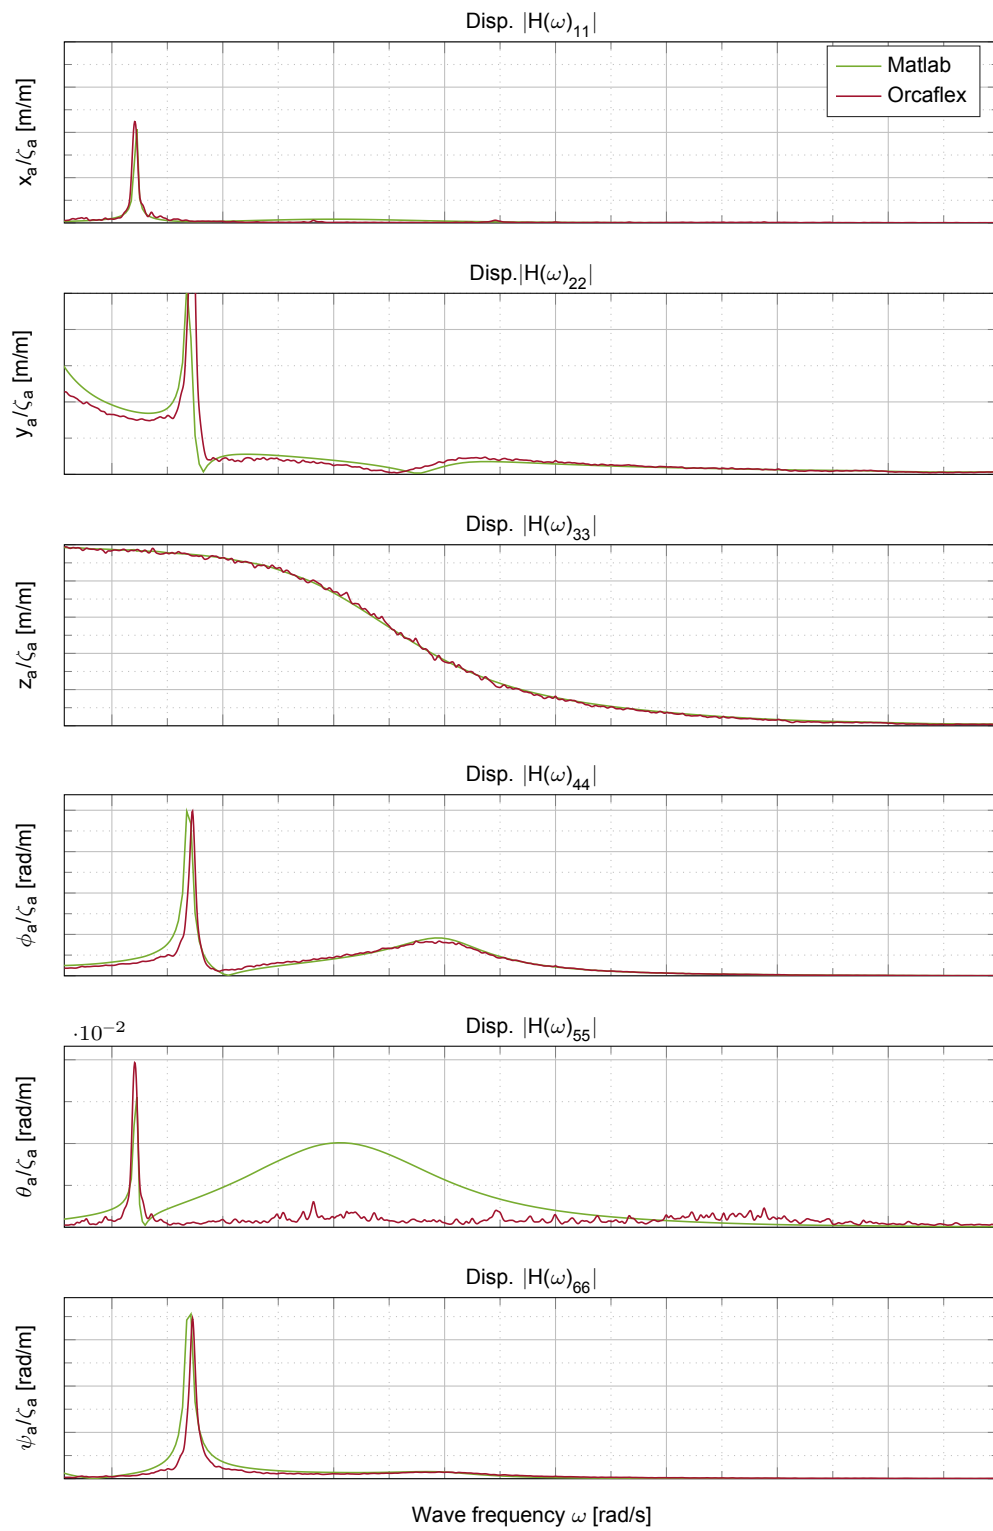 Disp. |H(ω)₁₁|
xₐ/ζₐ [m/m]
Matlab
Orcaflex
Disp.|H(ω)₂₂|
yₐ/ζₐ [m/m]
Disp. |H(ω)₃₃|
zₐ/ζₐ [m/m]
Disp. |H(ω)₄₄|
ϕₐ/ζₐ [rad/m]
·10⁻²
Disp. |H(ω)₅₅|
θₐ/ζₐ [rad/m]
Disp. |H(ω)₆₆|
ψₐ/ζₐ [rad/m]
Wave frequency ω [rad/s]